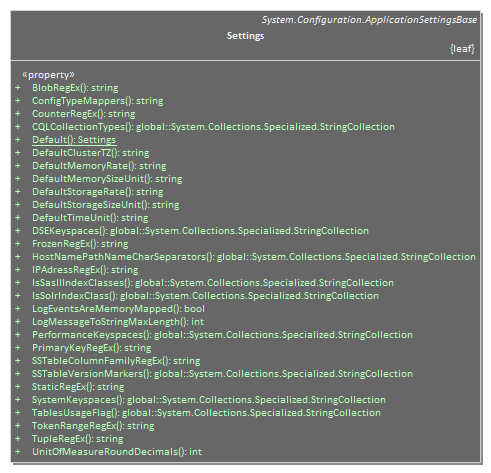 System.Configuration.ApplicationSettingsBase
Settings
{leaf}
«property»
+ BlobRegEx(): string
+ ConfigTypeMappers(): string
+ CounterRegEx(): string
+ CQLCollectionTypes(): global::System.Collections.Specialized.StringCollection
+ Default(): Settings
+ DefaultClusterTZ(): string
+ DefaultMemoryRate(): string
+ DefaultMemorySizeUnit(): string
+ DefaultStorageRate(): string
+ DefaultStorageSizeUnit(): string
+ DefaultTimeUnit(): string
+ DSEKeyspaces(): global::System.Collections.Specialized.StringCollection
+ FrozenRegEx(): string
+ HostNamePathNameCharSeparators(): global::System.Collections.Specialized.StringCollection
+ IPAdressRegEx(): string
+ IsSasIIIndexClasses(): global::System.Collections.Specialized.StringCollection
+ IsSolrIndexClass(): global::System.Collections.Specialized.StringCollection
+ LogEventsAreMemoryMapped(): bool
+ LogMessageToStringMaxLength(): int
+ PerformanceKeyspaces(): global::System.Collections.Specialized.StringCollection
+ PrimaryKeyRegEx(): string
+ SSTableColumnFamilyRegEx(): string
+ SSTableVersionMarkers(): global::System.Collections.Specialized.StringCollection
+ StaticRegEx(): string
+ SystemKeyspaces(): global::System.Collections.Specialized.StringCollection
+ TablesUsageFlag(): global::System.Collections.Specialized.StringCollection
+ TokenRangeRegEx(): string
+ TupleRegEx(): string
+ UnitOfMeasureRoundDecimals(): int